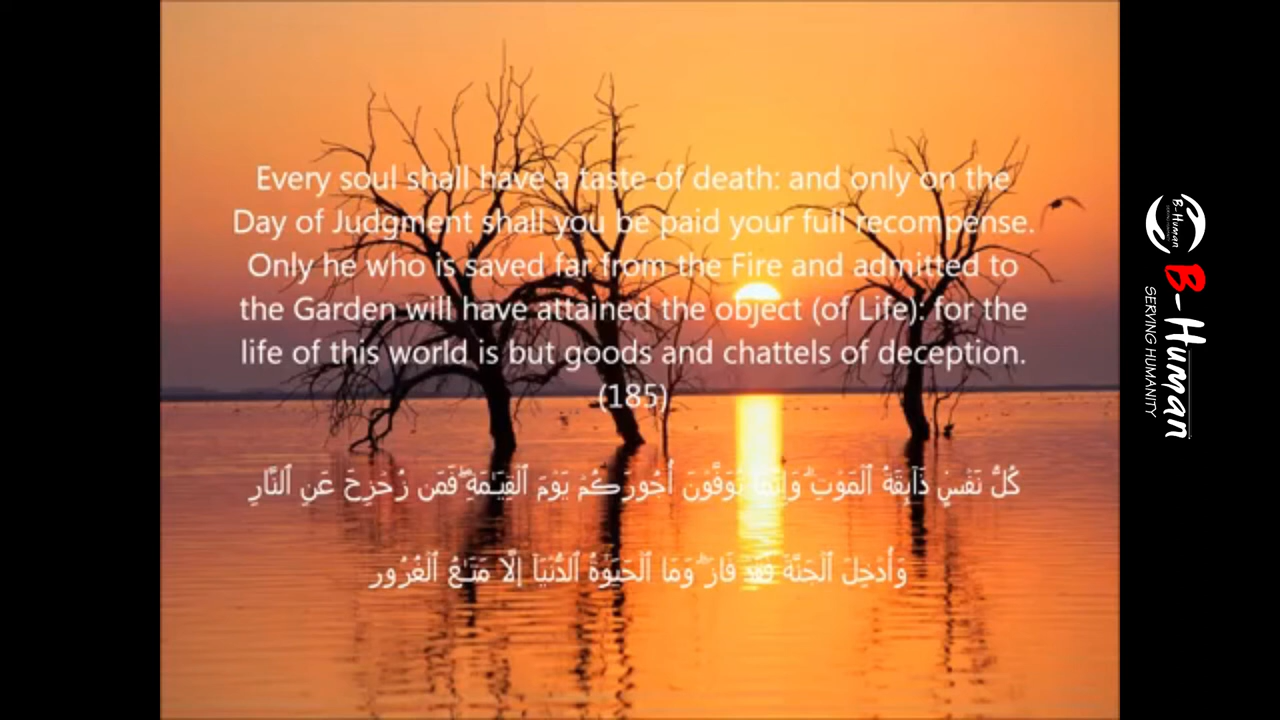 Every soul shall have a taste of death: and only on the
Day of Judgment shall you be paid your full recompense.
Only he who is saved far from the Fire and admitted to
the Garden will have attained the object (of Life): for the
life of this world is but goods and chattels of deception.
(185)
كُلُّ نَفْسٍ ذَآئِقَةُ ٱلْمَوْتِ ۗ وَإِنَّمَا تُوَفَّوْنَ أُجُورَكُمْ يَوْمَ ٱلْقِيَـٰمَةِ ۖ فَمَن زُحْزِحَ عَنِ ٱلنَّارِ
وَأُدْخِلَ ٱلْجَنَّةَ فَقَدْ فَازَ ۗ وَمَا ٱلْحَيَوٰةُ ٱلدُّنْيَآ إِلَّا مَتَـٰعُ ٱلْغُرُورِ
B-Human
B-Human
SERVING HUMANITY